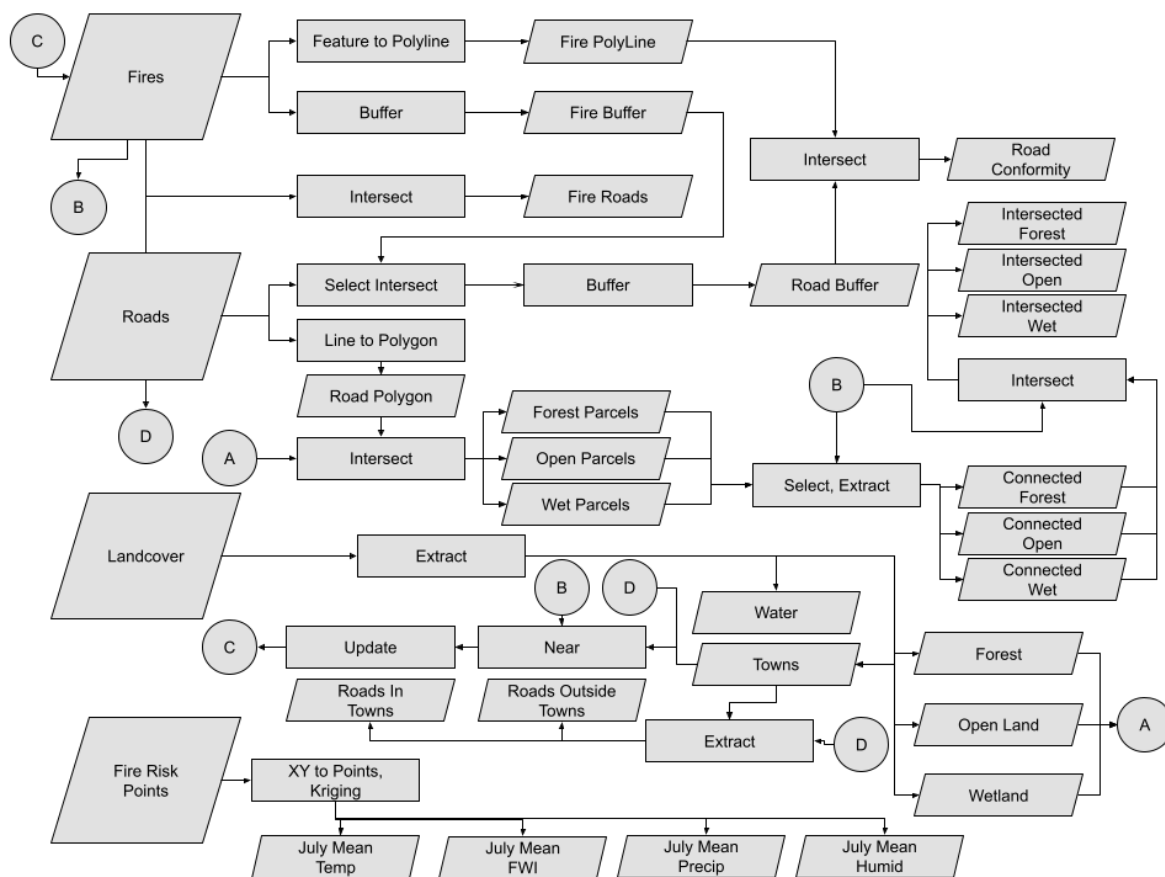 C
Fires
Feature to Polyline
Fire PolyLine
Buffer
Fire Buffer
Intersect
Road
Conformity
B
Intersect
Fire Roads
Intersected
Forest
Intersected
Open
Intersected
Wet
Roads
Select Intersect
Buffer
Road Buffer
Line to Polygon
Road Polygon
B
Intersect
D
A
Intersect
Forest Parcels
Open Parcels
Wet Parcels
Select, Extract
Connected
Forest
Connected
Open
Connected
Wet
Landcover
Extract
B
D
Water
C
Update
Near
Towns
Forest
Roads In
Towns
Roads Outside
Towns
Extract
D
Open Land
A
Wetland
Fire Risk
Points
XY to Points,
Kriging
July Mean
Temp
July Mean
FWI
July Mean
Precip
July Mean
Humid